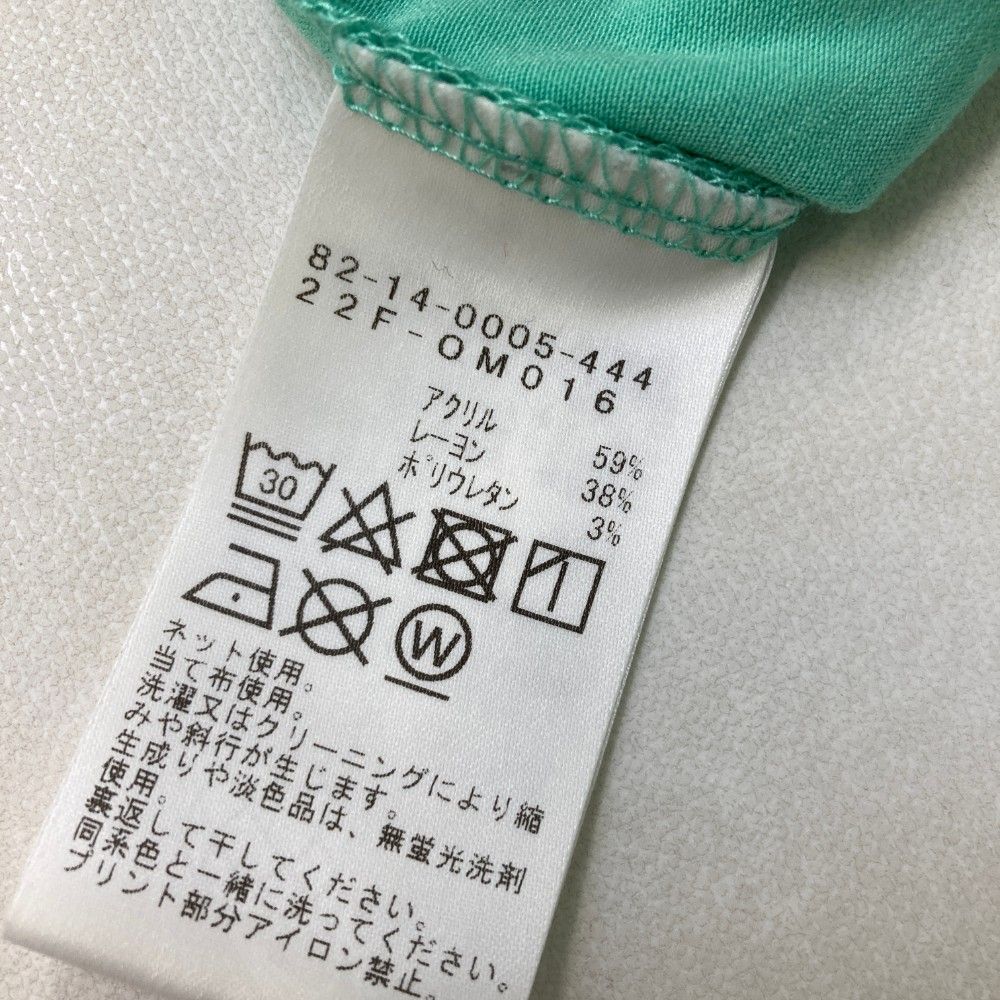 82-14-0005-444
22F-OM016
アクリル 59%
レーヨン 38%
ポリウレタン 3%
30
W
ネット使用。
当て布使用。
洗濯又はクリーニングにより縮
みや斜行が生じます。
生成りや淡色品は、無蛍光洗剤
使用。
裏返して干してください。
同系色と一緒に洗ってください。
プリント部分アイロン禁止。